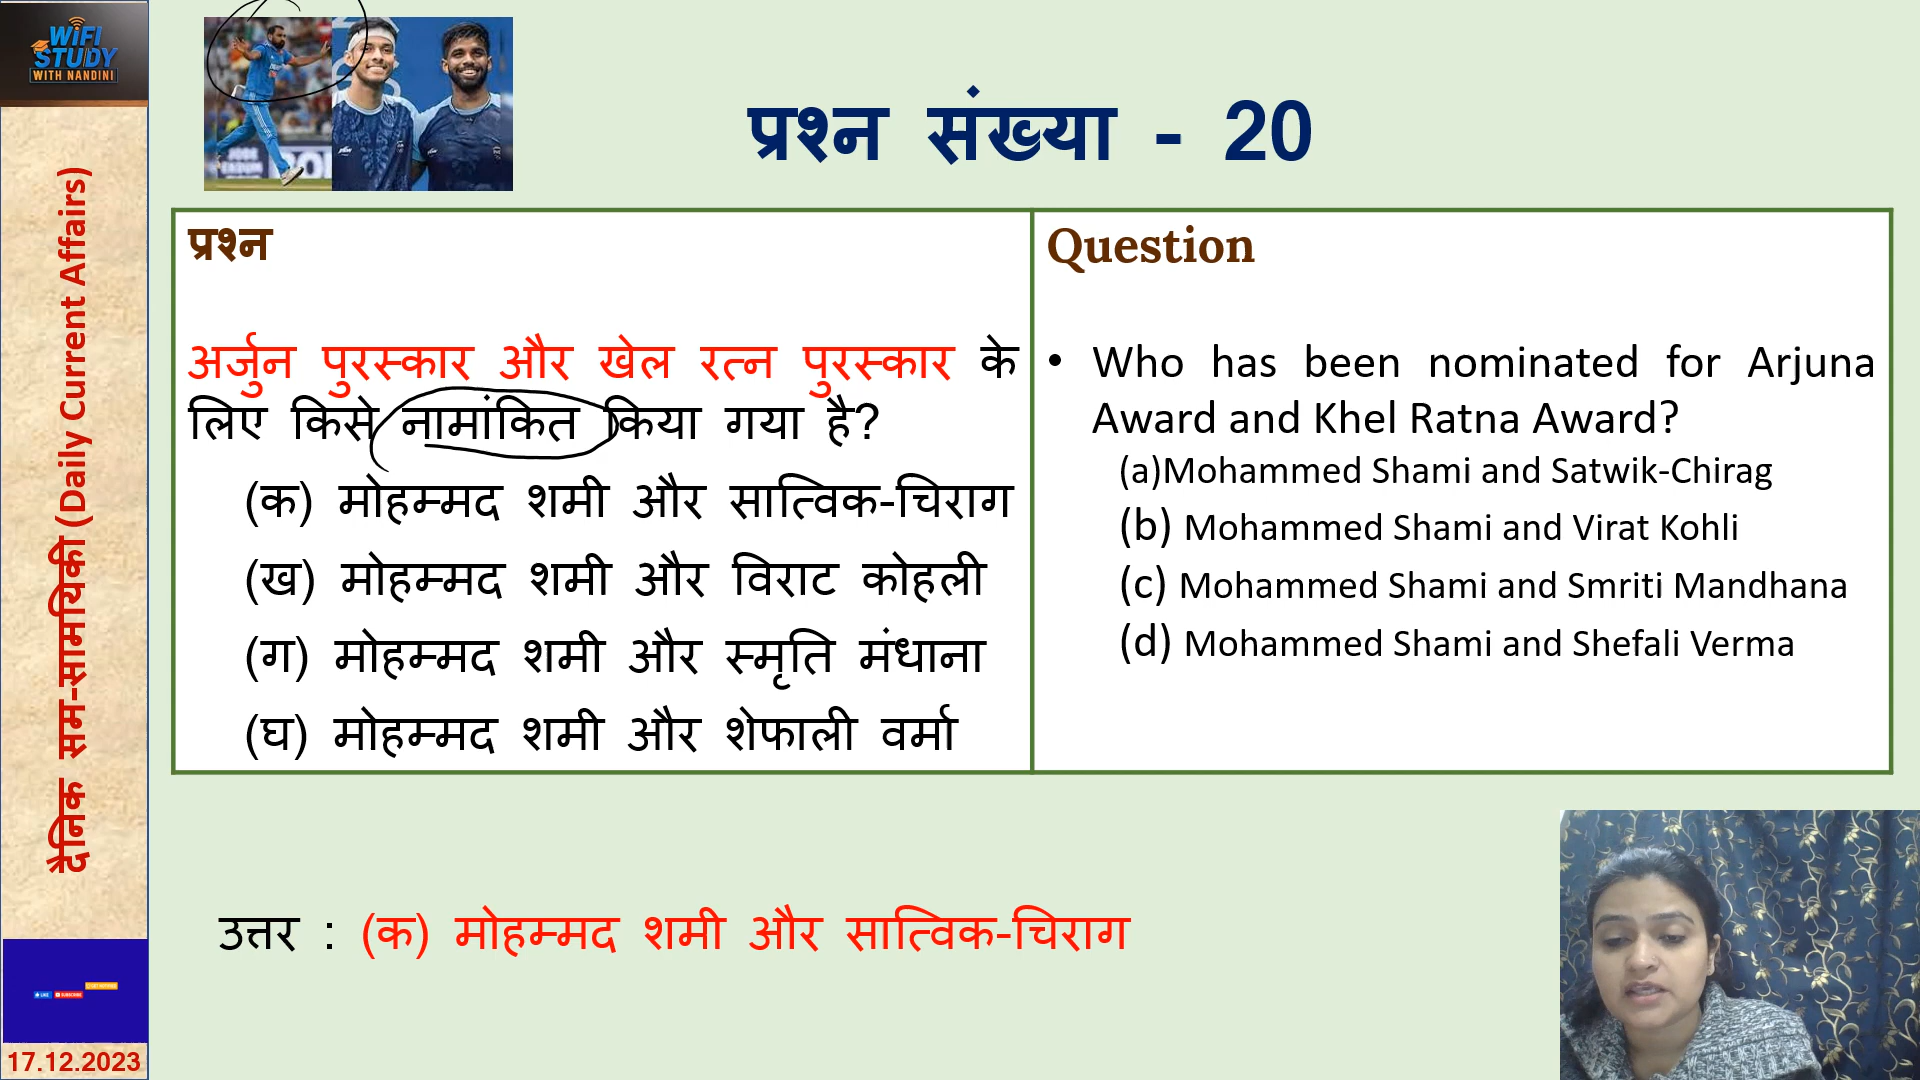 WiFi
STUDY
WITH NANDINI
दैनिक सम-सामयिकी (Daily Current Affairs)
17.12.2023
प्रश्न संख्या - 20
प्रश्न
अर्जुन पुरस्कार और खेल रत्न पुरस्कार के
लिए किसे नामांकित किया गया है?
(क) मोहम्मद शमी और सात्विक-चिराग
(ख) मोहम्मद शमी और विराट कोहली
(ग) मोहम्मद शमी और स्मृति मंधाना
(घ) मोहम्मद शमी और शेफाली वर्मा
Question
• Who has been nominated for Arjuna
Award and Khel Ratna Award?
(a)Mohammed Shami and Satwik-Chirag
(b) Mohammed Shami and Virat Kohli
(c) Mohammed Shami and Smriti Mandhana
(d) Mohammed Shami and Shefali Verma
उत्तर : (क) मोहम्मद शमी और सात्विक-चिराग